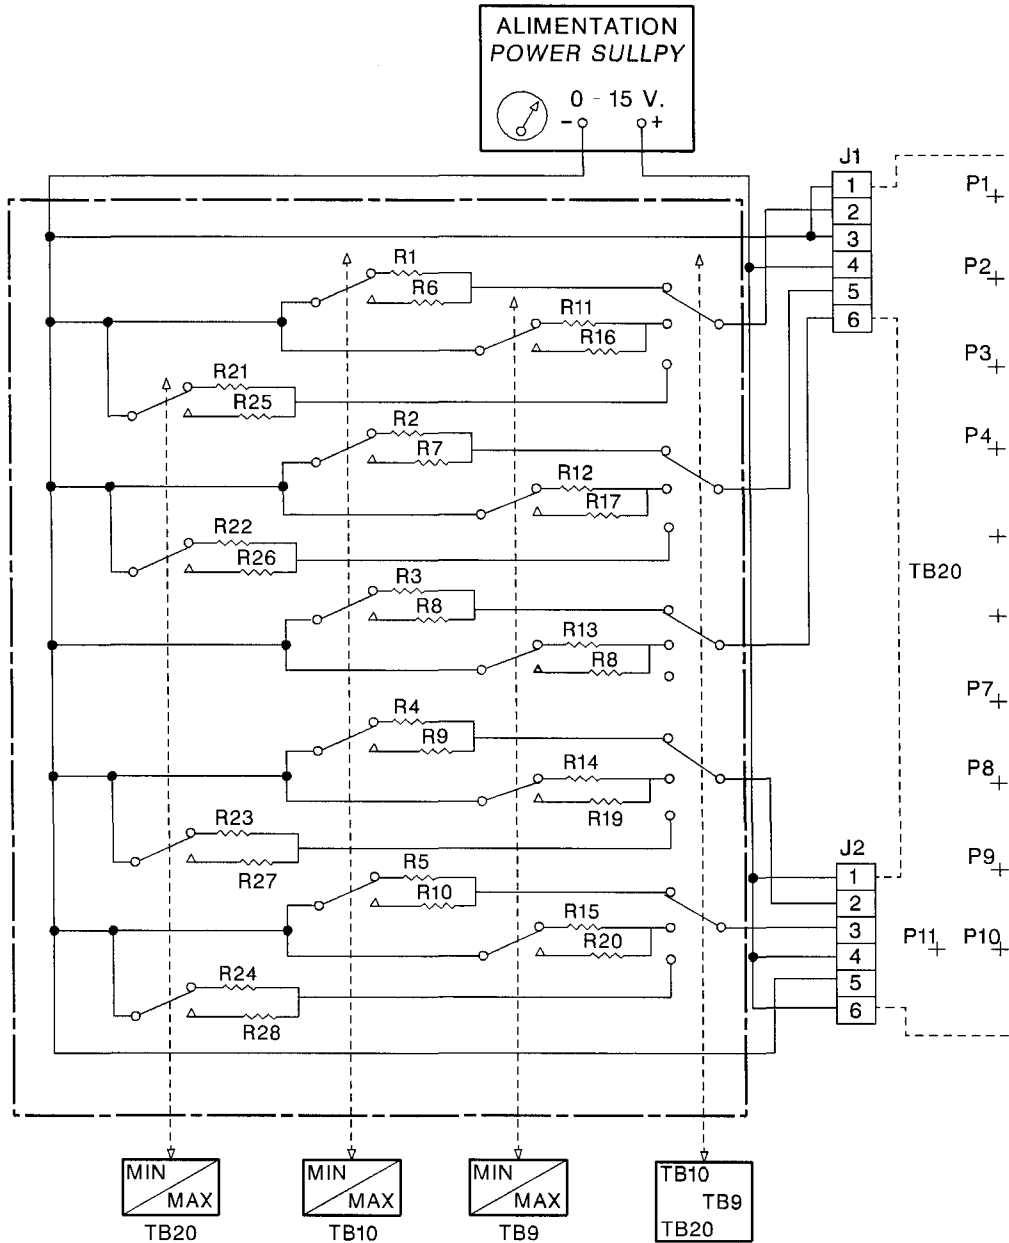 ALIMENTATION
POWER SULLPY
0 - 15 V.
- +
J1
1
2
3
4
5
6
P1
P2
P3
P4
TB20
P7
P8
P9
P11 P10
R1
R6
R11
R16
R21
R25
R2
R7
R12
R17
R22
R26
R3
R8
R13
R8
R4
R9
R14
R19
R23
R27
R5
R10
R15
R20
R24
R28
J2
1
2
3
4
5
6
MIN
MAX
TB20
MIN
MAX
TB10
MIN
MAX
TB9
TB10
TB9
TB20